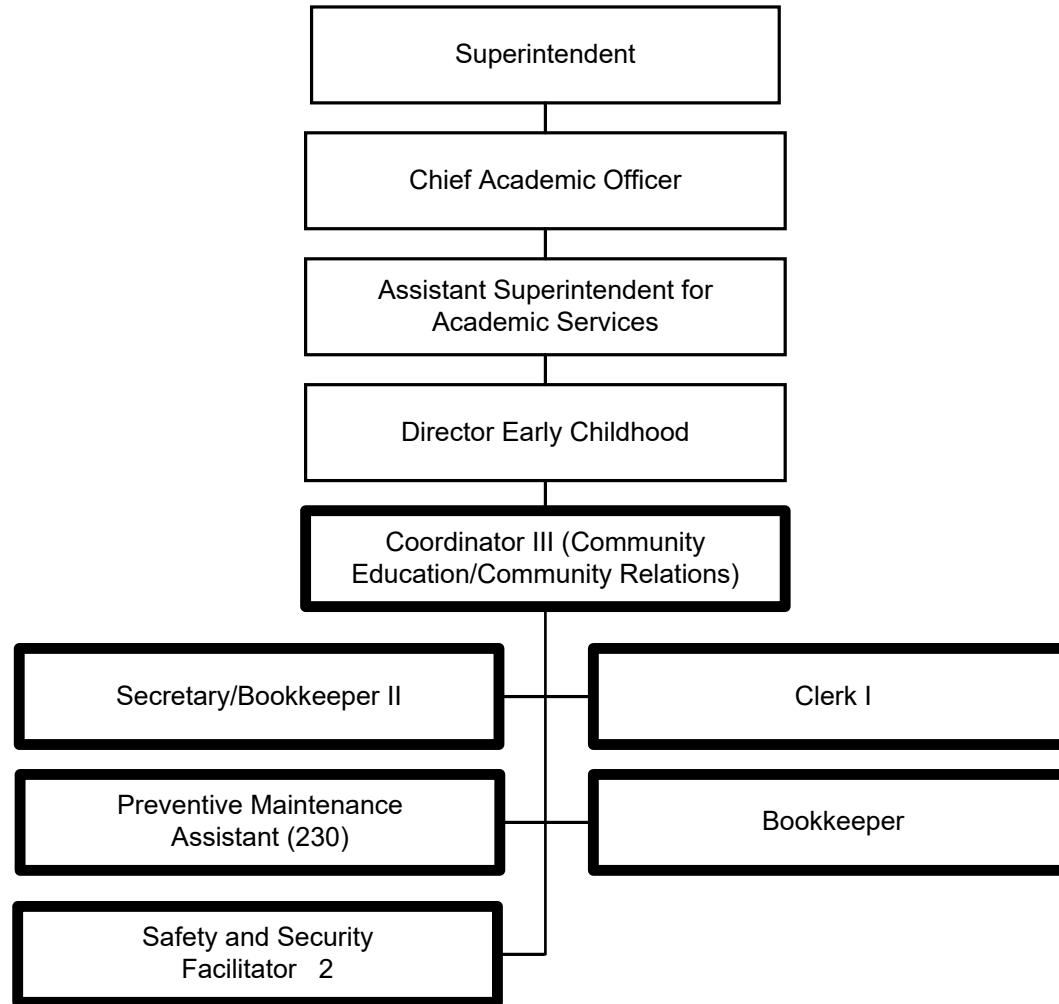 Superintendent
Chief Academic Officer
Assistant Superintendent for
Academic Services
Director Early Childhood
Coordinator III (Community
Education/Community Relations)
Secretary/Bookkeeper II
Clerk I
Preventive Maintenance
Assistant (230)
Bookkeeper
Safety and Security
Facilitator 2